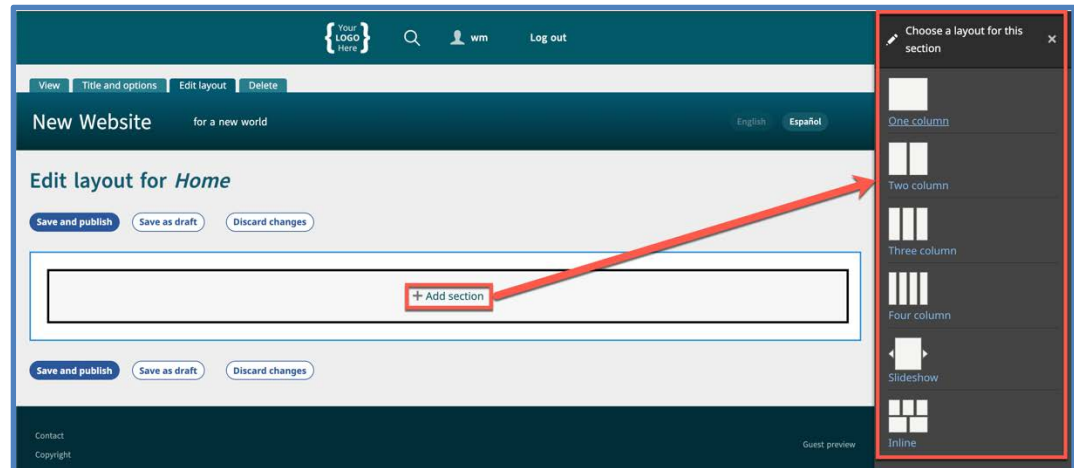 Your
LOGO
Here
wm
Log out
View
Title and options
Edit layout
Delete
New Website
for a new world
English
Español
Edit layout for Home
Save and publish
Save as draft
Discard changes
+ Add section
Save and publish
Save as draft
Discard changes
Contact
Copyright
Guest preview
Choose a layout for this
section
One column
Two column
Three column
Four column
Slideshow
Inline